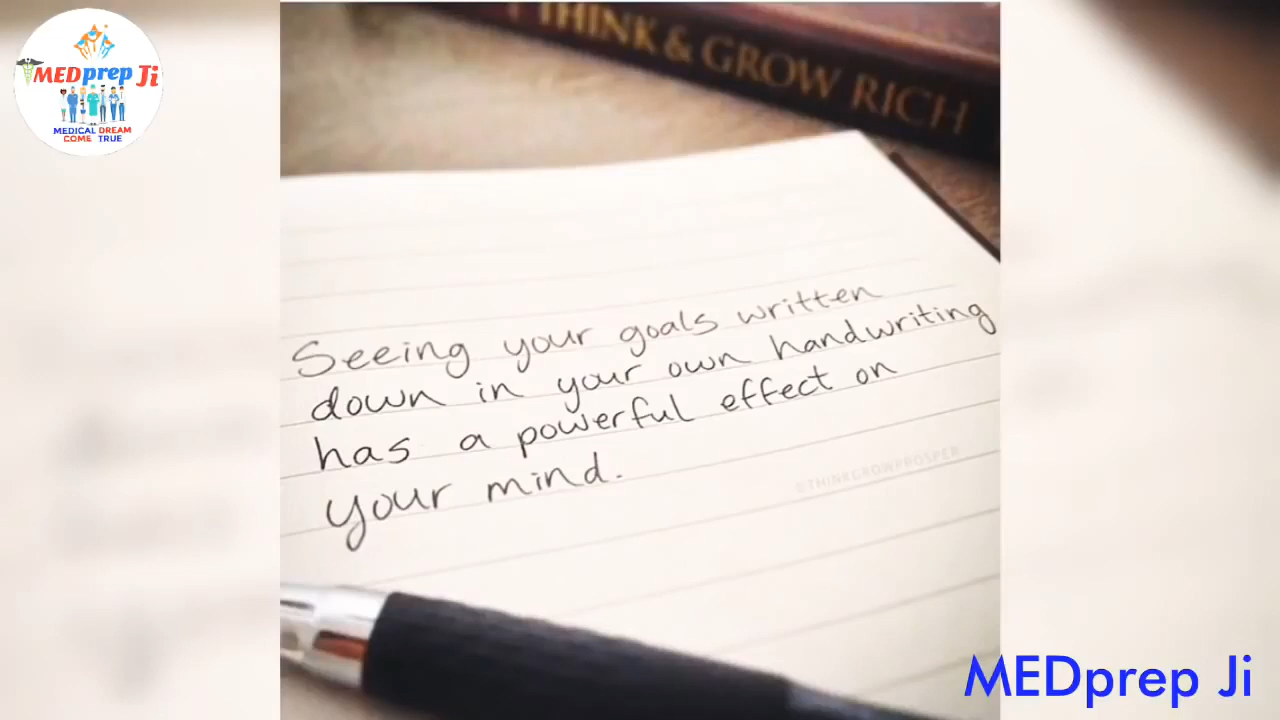 MEDprep Ji
MEDICAL DREAM
COME TRUE
THINK & GROW RICH
Seeing your goals written
down in your own handwriting
has a powerful effect on
your mind.
©THINKGROWPROSPER
MEDprep Ji